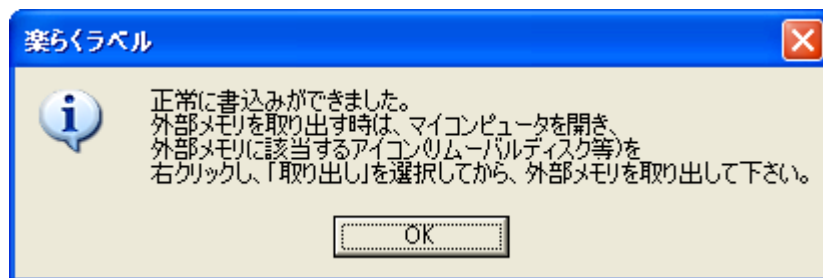 楽らくラベル
正常に書込みができました。
外部メモリを取り出す時は、マイコンピュータを開き、
外部メモリに該当するアイコン(リムーバルディスク等)を
右クリックし、「取り出し」を選択してから、外部メモリを取り出して下さい。
OK